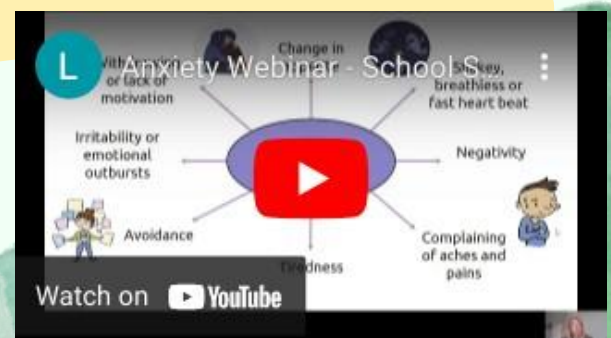 L
Anxiety Webinar - School S...
Change in
or lack of
motivation
breathless or
fast heart beat
Irritability or
emotional
outbursts
Negativity
Avoidance
Complaining
of aches and
pains
Tiredness
Watch on YouTube